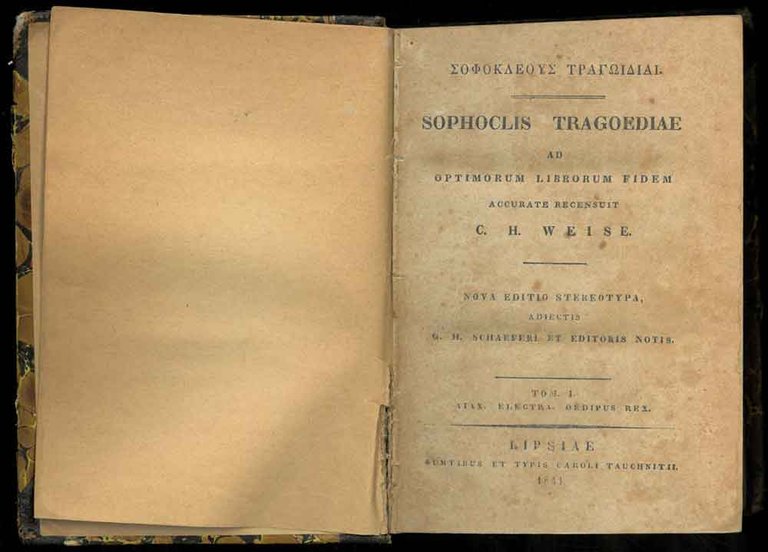 ΣΟΦΟΚΛΕΟΥΣ ΤΡΑΓΩΙΔΙΑΙ.
SOPHOCLIS TRAGOEDIAE
AD
OPTIMORUM LIBRORUM FIDEM
ACCURATE RECENSUIT
C. H. WEISE.
NOVA EDITIO STEREOTYPA,
ADIECTIS
G. H. SCHAEFERI ET EDITORIS NOTIS.
TOM. I.
AIAX. ELECTRA. OEDIPUS REX.
LIPSIAE
SUMTIBUS ET TYPIS CAROLI TAUCHNITII.
1841